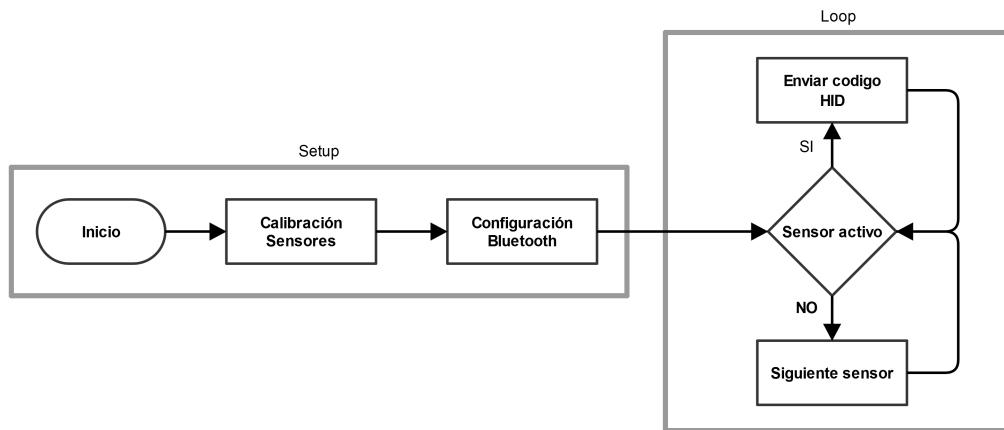 Loop
Enviar codigo
HID
SI
Setup
Inicio
Calibración
Sensores
Configuración
Bluetooth
Sensor activo
NO
Siguiente sensor